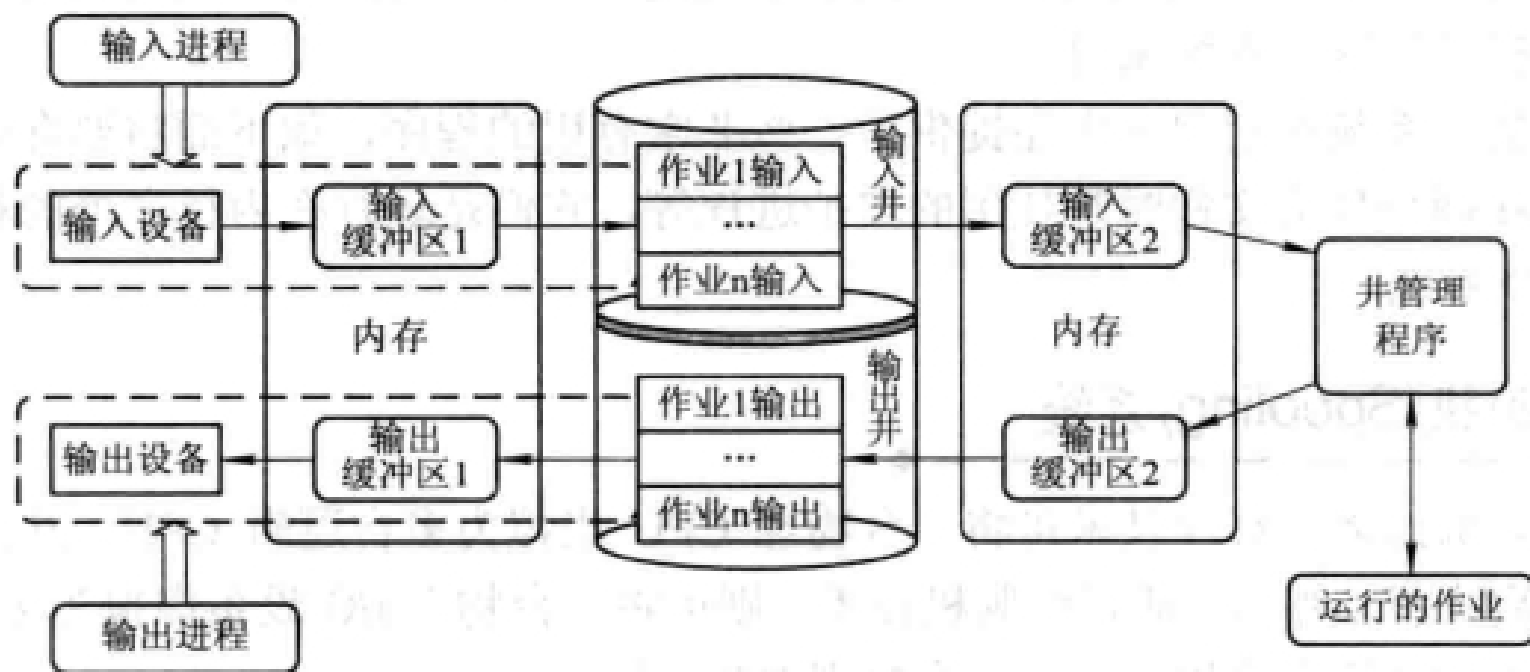 输入进程
输入设备
输入
缓冲区1
作业1输入
…
作业n输入
输入井
输入
缓冲区2
井管理
程序
内存
内存
输出设备
输出
缓冲区1
作业1输出
…
作业n输出
输出井
输出
缓冲区2
输出进程
运行的作业